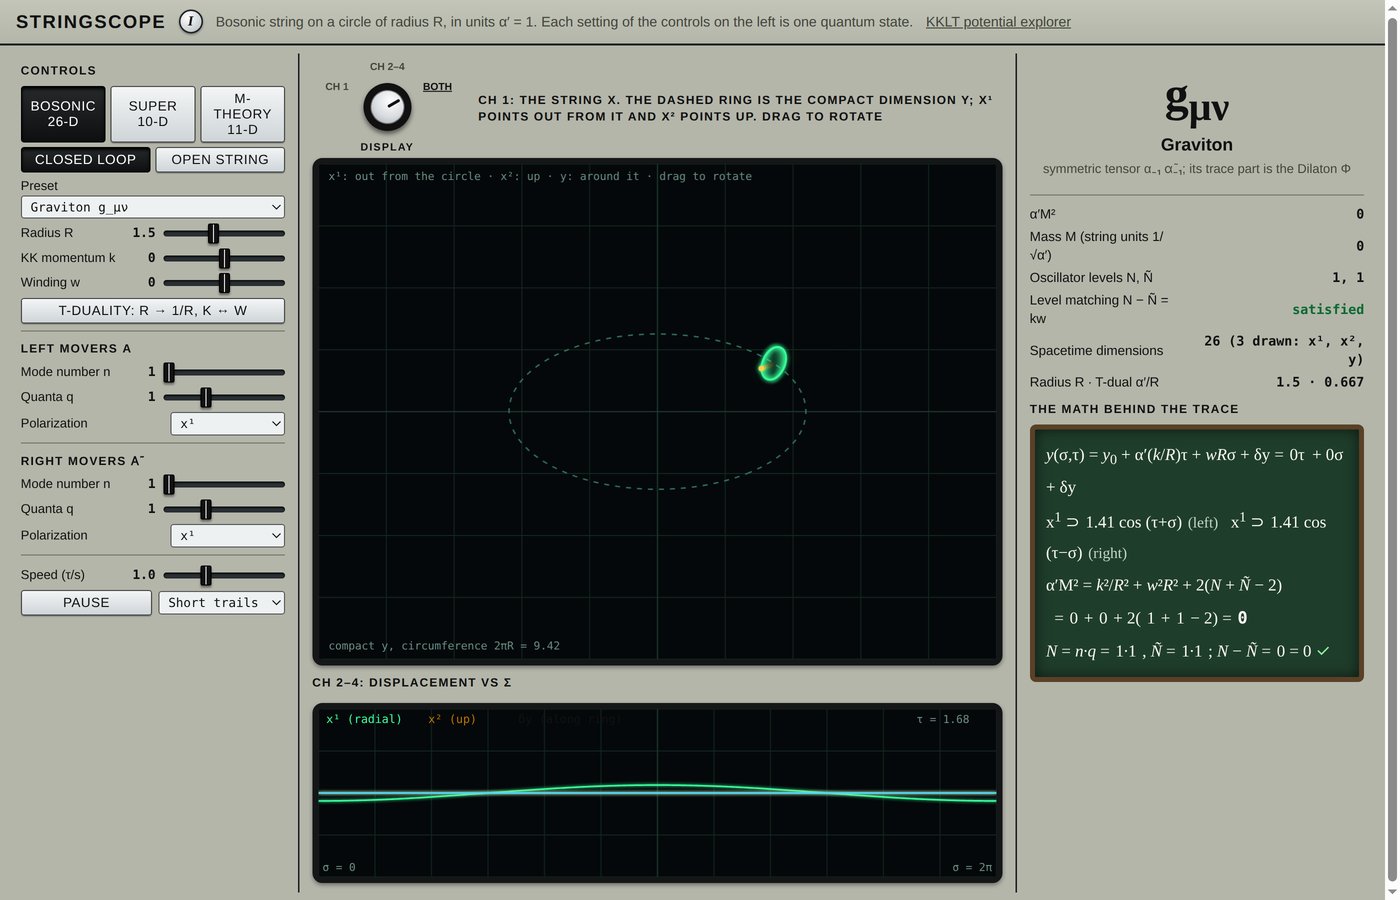 STRINGSCOPE
I
Bosonic string on a circle of radius R, in units α′ = 1. Each setting of the controls on the left is one quantum state.
KKLT potential explorer
CONTROLS
BOSONIC
26-D
SUPER
10-D
M-
THEORY
11-D
CLOSED LOOP
OPEN STRING
Preset
Graviton g_μν
Radius R 1.5
KK momentum k 0
Winding w 0
T-DUALITY: R → 1/R, K ↔ W
LEFT MOVERS Α
Mode number n 1
Quanta q 1
Polarization x¹
RIGHT MOVERS Α˜
Mode number n 1
Quanta q 1
Polarization x¹
Speed (τ/s) 1.0
PAUSE
Short trails
CH 2–4
CH 1
BOTH
DISPLAY
CH 1: THE STRING X. THE DASHED RING IS THE COMPACT DIMENSION Y; X¹
POINTS OUT FROM IT AND X² POINTS UP. DRAG TO ROTATE
x¹: out from the circle · x²: up · y: around it · drag to rotate
compact y, circumference 2πR = 9.42
CH 2–4: DISPLACEMENT VS Σ
x¹ (radial) x² (up) δy (along ring) τ = 1.68
σ = 0 σ = 2π
gμν
Graviton
symmetric tensor α₋₁ α̃₋₁; its trace part is the Dilaton Φ
α′M² 0
Mass M (string units 1/
√α′) 0
Oscillator levels N, Ñ 1, 1
Level matching N − Ñ =
kw satisfied
Spacetime dimensions 26 (3 drawn: x¹, x²,
y)
Radius R · T-dual α′/R 1.5 · 0.667
THE MATH BEHIND THE TRACE
y(σ,τ) = y₀ + α′(k/R)τ + wRσ + δy = 0τ + 0σ
+ δy
x¹ ⊃ 1.41 cos (τ+σ) (left) x¹ ⊃ 1.41 cos
(τ−σ) (right)
α′M² = k²/R² + w²R² + 2(N + Ñ − 2)
= 0 + 0 + 2( 1 + 1 − 2) = 0
N = n·q = 1·1 , Ñ = 1·1 ; N − Ñ = 0 = 0 ✓